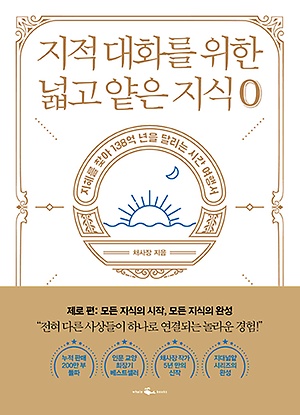 지적 대화를 위한
넓고 얕은 지식 0
지혜를 찾아 138억 년을 달리는 시간 여행서
채사장 지음
제로 편: 모든 지식의 시작, 모든 지식의 완성
“전혀 다른 사상들이 하나로 연결되는 놀라운 경험!”
누적 판매
200만 부
돌파
인문 교양
최장기
베스트셀러
채사장 작가
5년 만의
신작
지대넓얕
시리즈의
완성
whale books